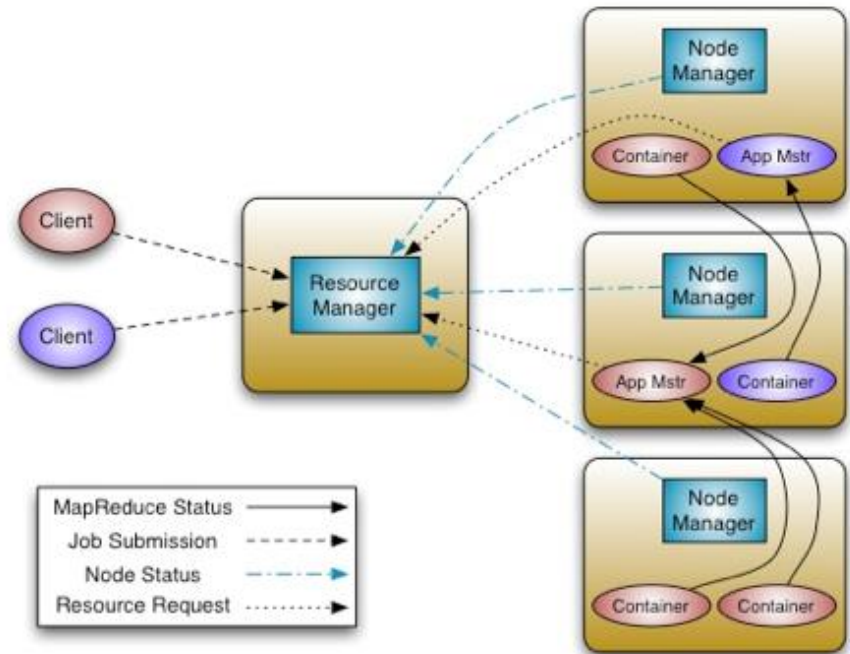 Node
Manager
Container
App Mstr
Client
Client
Resource
Manager
Node
Manager
App Mstr
Container
Node
Manager
Container
Container
MapReduce Status
Job Submission
Node Status
Resource Request